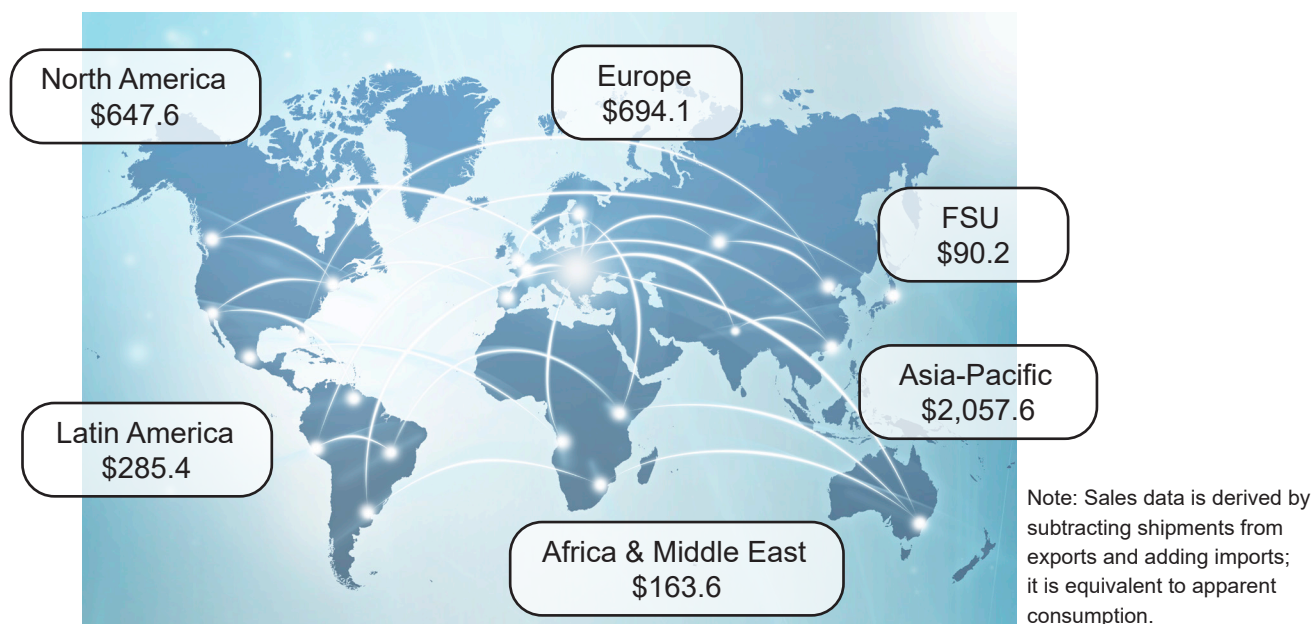 North America
$647.6
Europe
$694.1
FSU
$90.2
Asia-Pacific
$2,057.6
Latin America
$285.4
Africa & Middle East
$163.6
Note: Sales data is derived by
subtracting shipments from
exports and adding imports;
it is equivalent to apparent
consumption.